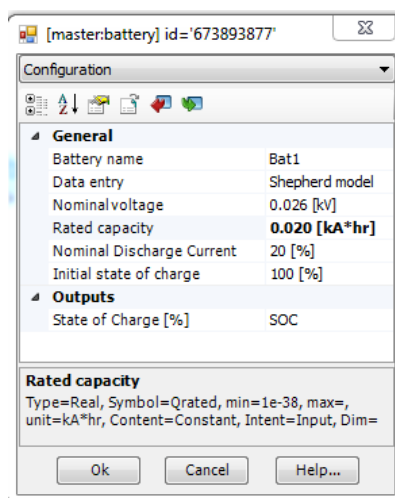 [master:battery] id='673893877'
Configuration
General
Battery name Bat1
Data entry Shepherd model
Nominal voltage 0.026 [kV]
Rated capacity 0.020 [kA*hr]
Nominal Discharge Current 20 [%]
Initial state of charge 100 [%]
Outputs
State of Charge [%] SOC
Rated capacity
Type=Real, Symbol=Qrated, min=1e-38, max=,
unit=kA*hr, Content=Constant, Intent=Input, Dim=
Ok Cancel Help...